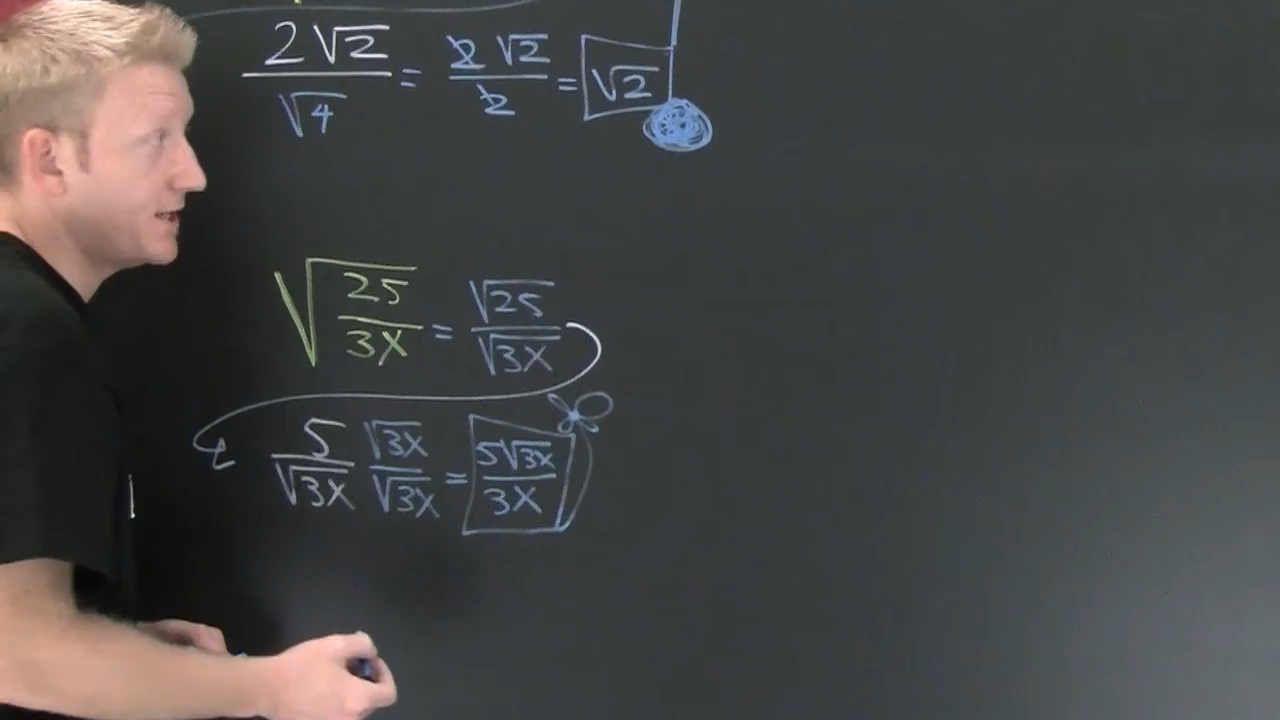 2√2/√4 = 2√2/2 = √2
√(25/3X) = √25/√3X
5/√3X √3X/√3X = 5√3X/3X